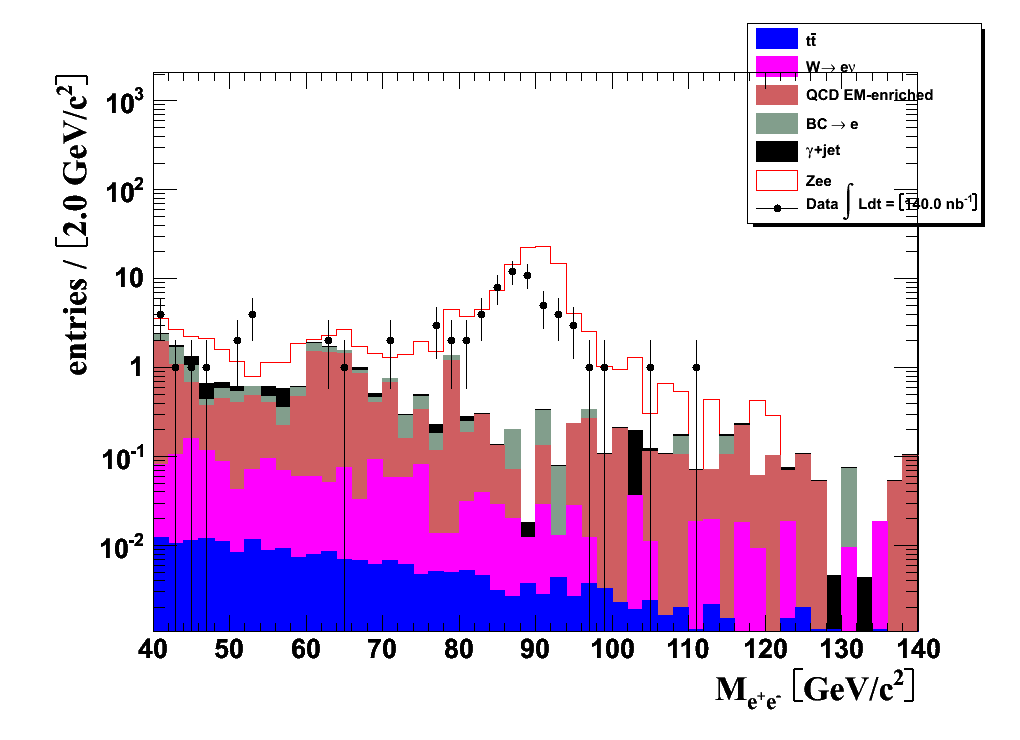 tt̄
W→ eν
QCD EM-enriched
BC → e
γ+jet
Zee
Data ∫ Ldt = [140.0 nb⁻¹]
entries / [2.0 GeV/c²]
10³
10²
10
1
10⁻¹
10⁻²
40 50 60 70 80 90 100 110 120 130 140
M e⁺e⁻ [GeV/c²]